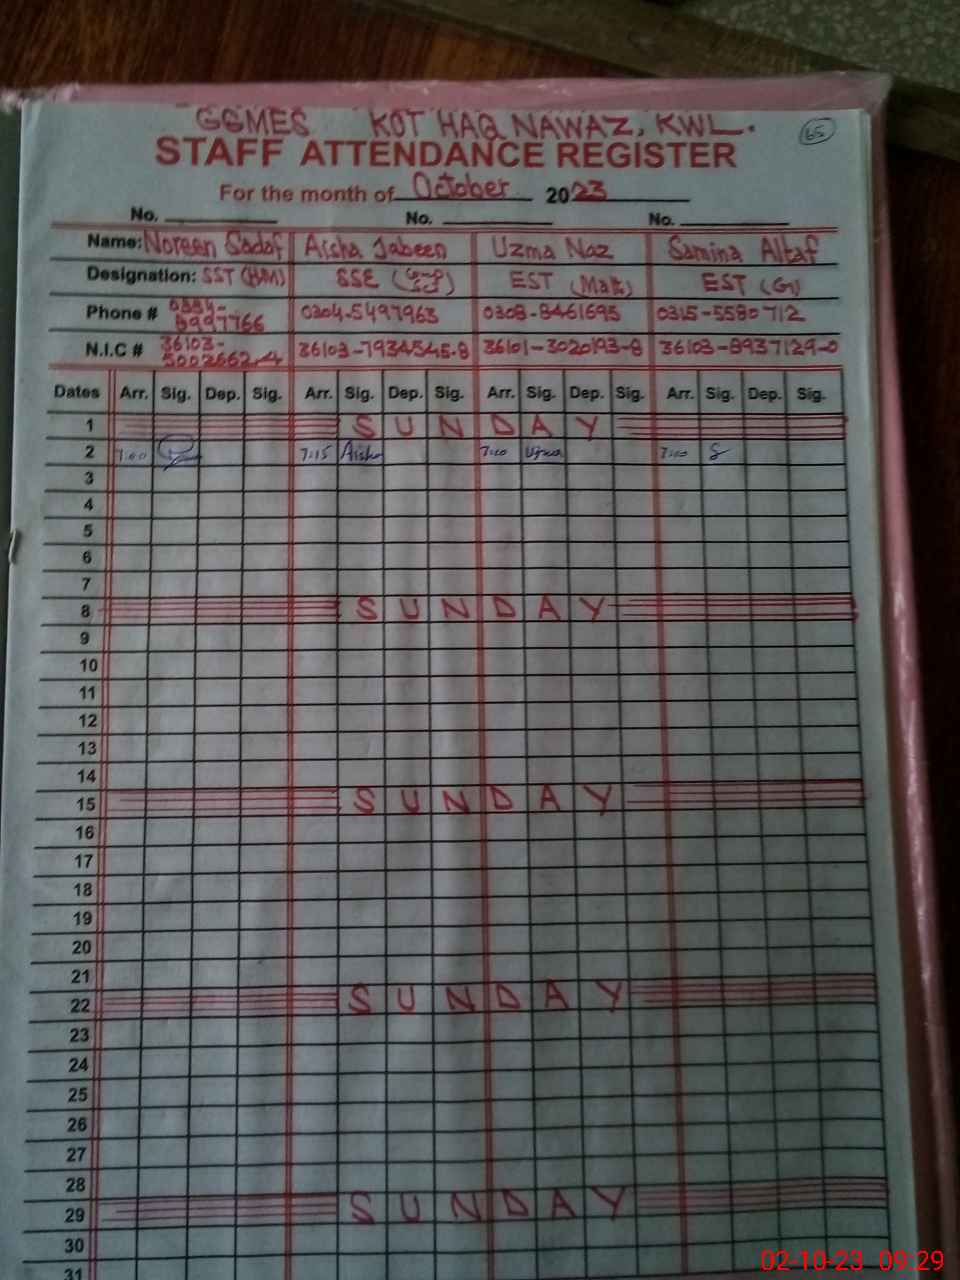 GGMES KOT HAQ NAWAZ, KWL.
65
STAFF ATTENDANCE REGISTER
For the month of October 2023
No. No. No.
Name: Noreen Sadaf Aisha Jabeen Uzma Naz Samina Altaf
Designation: SST (H/M) SSE (Comp Sci) EST (Math) EST (G)
Phone # 0304-5497963 0308-8461695 0315-5580712
N.I.C # 36103-5002662-4 36103-7934545-8 36101-3020193-8 36103-8937129-0
Dates Arr. Sig. Dep. Sig. Arr. Sig. Dep. Sig. Arr. Sig. Dep. Sig. Arr. Sig. Dep. Sig.
1 SUNDAY
2 7:00 7:15 Aisha 7:00 Uzma 7:00 S
3
4
5
6
7
8 SUNDAY
9
10
11
12
13
14
15 SUNDAY
16
17
18
19
20
21
22 SUNDAY
23
24
25
26
27
28
29 SUNDAY
30
31
02-10-23 09:29